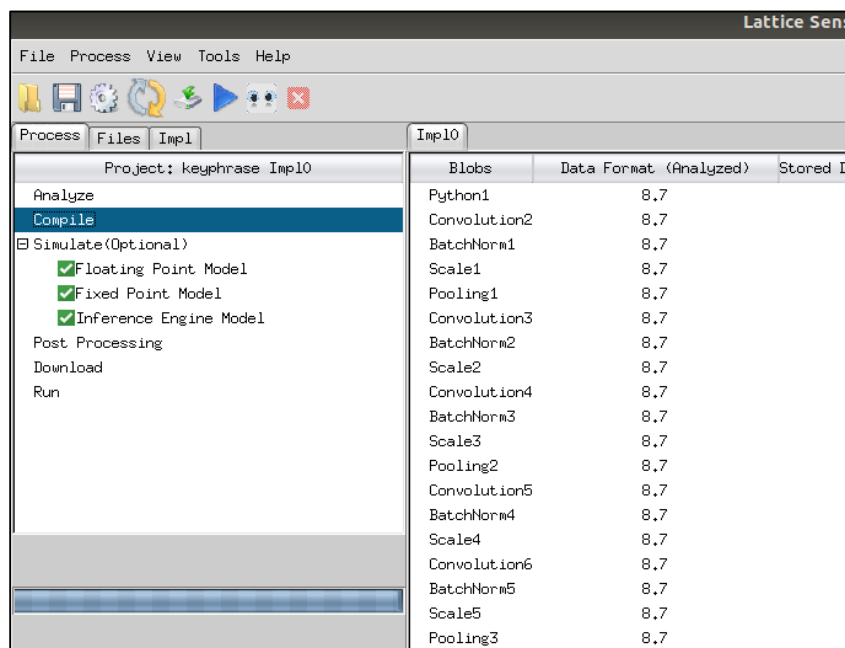 Lattice Sens
File Process View Tools Help
Process Files Impl
Project: keyphrase Impl0
Analyze
Compile
Simulate(Optional)
Floating Point Model
Fixed Point Model
Inference Engine Model
Post Processing
Download
Run
Impl0
Blobs Data Format (Analyzed) Stored D
Python1 8.7
Convolution2 8.7
BatchNorm1 8.7
Scale1 8.7
Pooling1 8.7
Convolution3 8.7
BatchNorm2 8.7
Scale2 8.7
Convolution4 8.7
BatchNorm3 8.7
Scale3 8.7
Pooling2 8.7
Convolution5 8.7
BatchNorm4 8.7
Scale4 8.7
Convolution6 8.7
BatchNorm5 8.7
Scale5 8.7
Pooling3 8.7